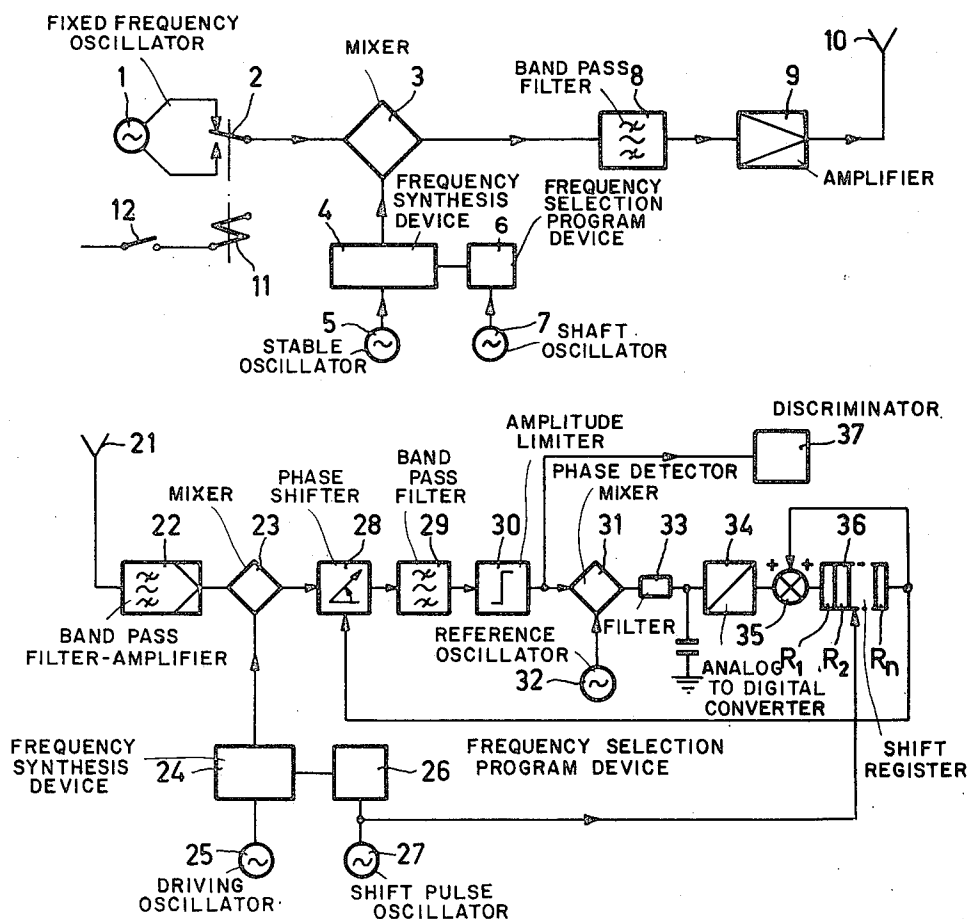 FIXED FREQUENCY
OSCILLATOR
1
2
MIXER
3
BAND PASS
FILTER
8
9
10
AMPLIFIER
12
11
FREQUENCY
SYNTHESIS
DEVICE
4
FREQUENCY
SELECTION
PROGRAM
DEVICE
6
5
STABLE
OSCILLATOR
7
SHAFT
OSCILLATOR
21
MIXER
PHASE
SHIFTER
BAND
PASS
FILTER
AMPLITUDE
LIMITER
PHASE DETECTOR
MIXER
DISCRIMINATOR
37
22
23
28
29
30
31
33
34
36
+ +
35
BAND PASS
FILTER-AMPLIFIER
REFERENCE
OSCILLATOR
32
FILTER
ANALOG
TO DIGITAL
CONVERTER
R1 R2 Rn
SHIFT
REGISTER
FREQUENCY
SYNTHESIS
DEVICE
24
26
FREQUENCY SELECTION
PROGRAM DEVICE
25
DRIVING
OSCILLATOR
27
SHIFT PULSE
OSCILLATOR